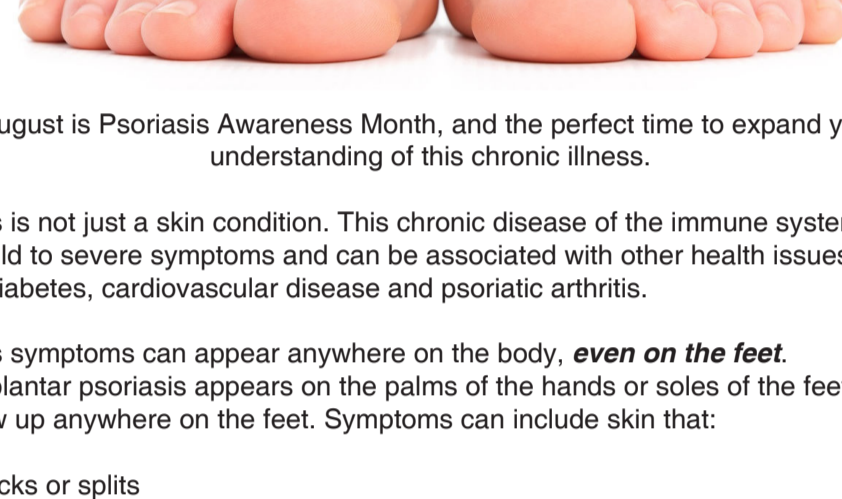 ugust is Psoriasis Awareness Month, and the perfect time to expand y
understanding of this chronic illness.
s is not just a skin condition. This chronic disease of the immune syste
ld to severe symptoms and can be associated with other health issues
iabetes, cardiovascular disease and psoriatic arthritis.
s symptoms can appear anywhere on the body, even on the feet.
plantar psoriasis appears on the palms of the hands or soles of the fee
w up anywhere on the feet. Symptoms can include skin that:
cks or splits